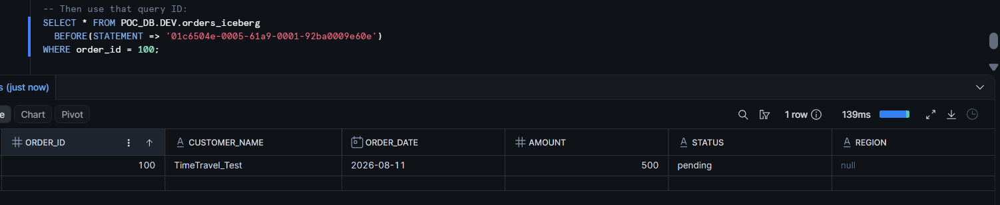 -- Then use that query ID:
SELECT * FROM POC_DB.DEV.orders_iceberg
BEFORE(STATEMENT => '01c6504e-0005-61a9-0001-92ba0009e60e')
WHERE order_id = 100;
s (just now)
e Chart Pivot 1 row 139ms
ORDER_ID CUSTOMER_NAME ORDER_DATE AMOUNT STATUS REGION
100 TimeTravel_Test 2026-08-11 500 pending null